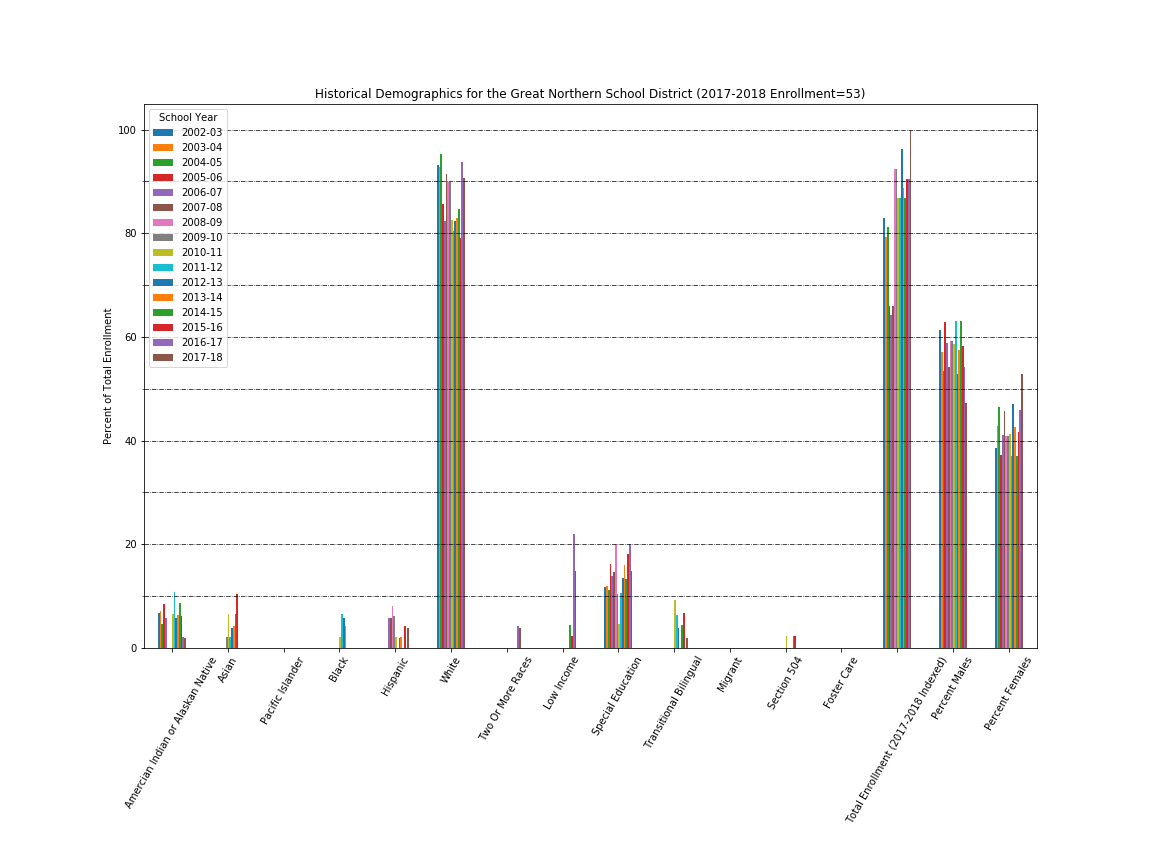 Historical Demographics for the Great Northern School District (2017-2018 Enrollment=53)
Percent of Total Enrollment
100
80
60
40
20
0
School Year
2002-03
2003-04
2004-05
2005-06
2006-07
2007-08
2008-09
2009-10
2010-11
2011-12
2012-13
2013-14
2014-15
2015-16
2016-17
2017-18
Amercian Indian or Alaskan Native
Asian
Pacific Islander
Black
Hispanic
White
Two Or More Races
Low Income
Special Education
Transitional Bilingual
Migrant
Section 504
Foster Care
Total Enrollment (2017-2018 Indexed)
Percent Males
Percent Females